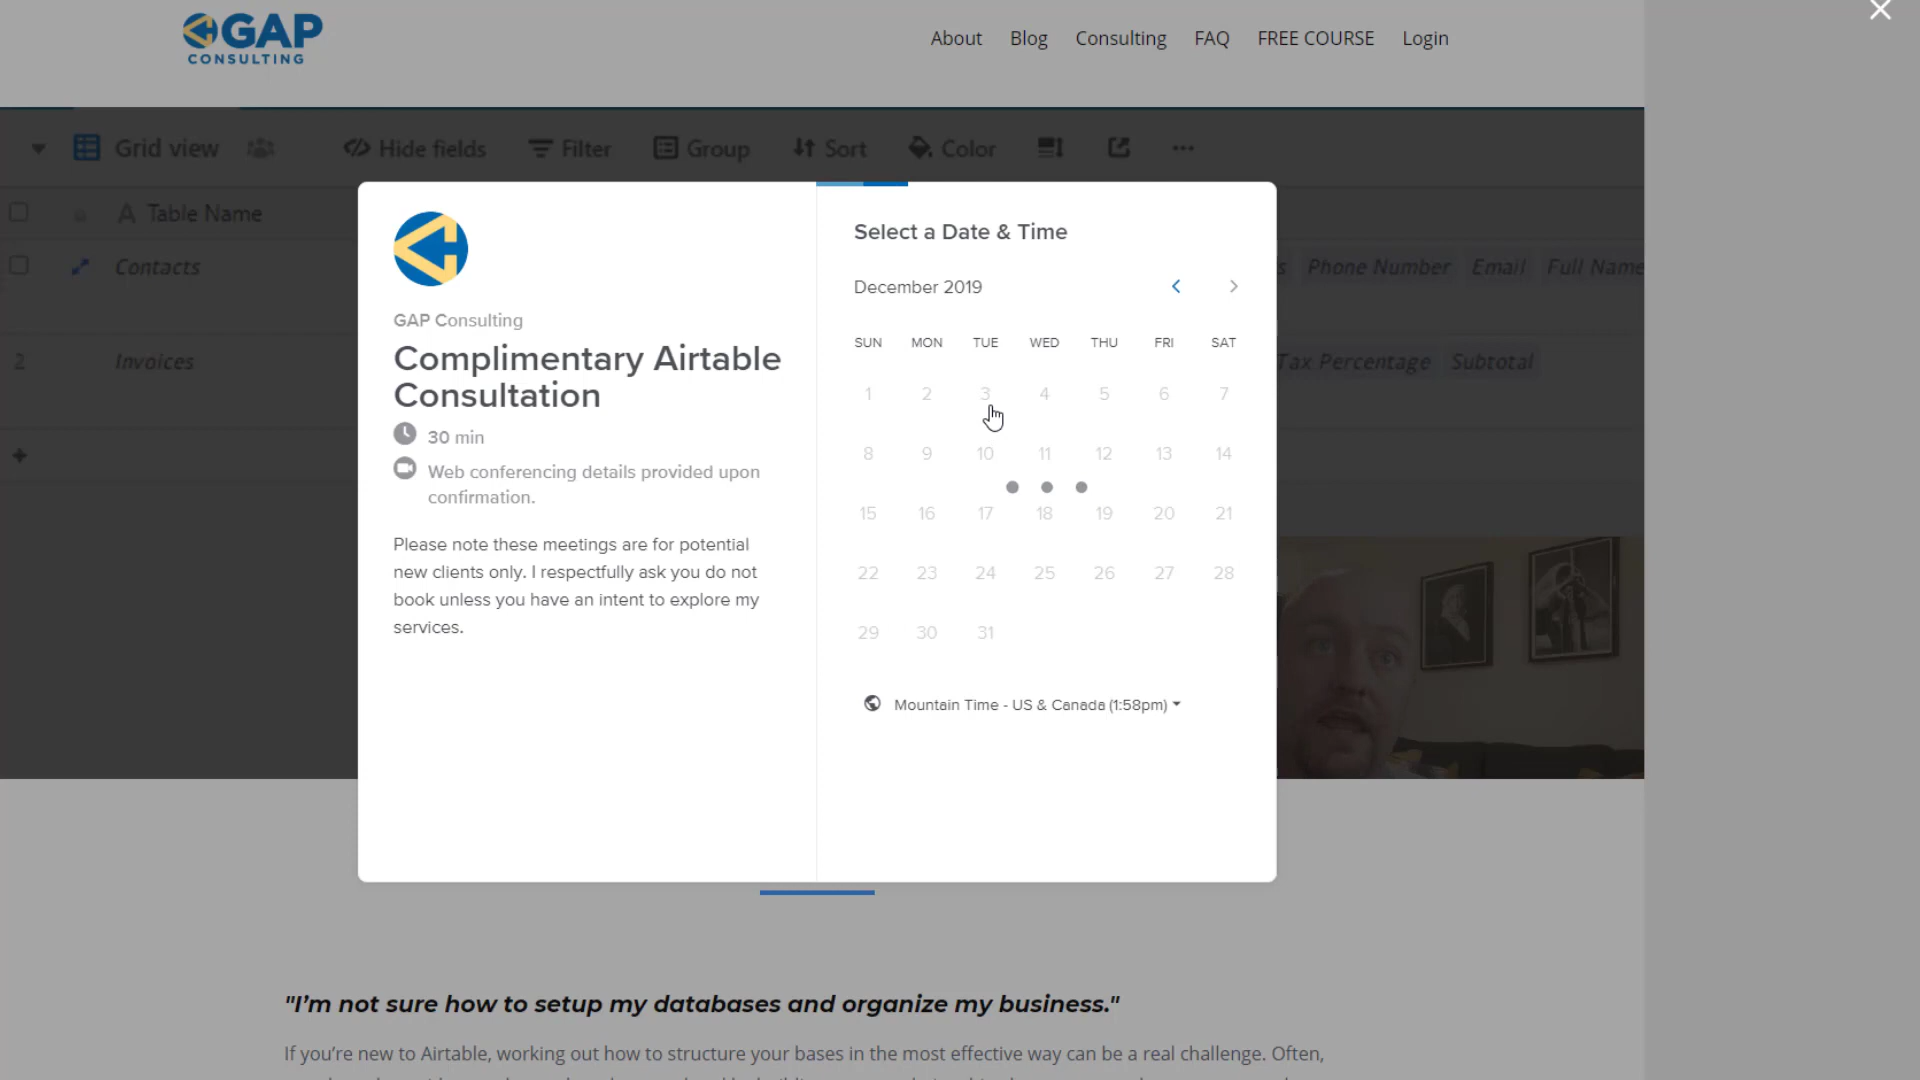 GAP
CONSULTING
About Blog Consulting FAQ FREE COURSE Login
Grid view Hide fields Filter Group Sort Color
A Table Name
Contacts
Phone Number Email Full Name
2 Invoices
Tax Percentage Subtotal
GAP Consulting
Complimentary Airtable
Consultation
30 min
Web conferencing details provided upon
confirmation.
Please note these meetings are for potential
new clients only. I respectfully ask you do not
book unless you have an intent to explore my
services.
Select a Date & Time
December 2019
SUN MON TUE WED THU FRI SAT
1 2 3 4 5 6 7
8 9 10 11 12 13 14
15 16 17 18 19 20 21
22 23 24 25 26 27 28
29 30 31
Mountain Time - US & Canada (1:58pm)
"I’m not sure how to setup my databases and organize my business."
If you’re new to Airtable, working out how to structure your bases in the most effective way can be a real challenge. Often,